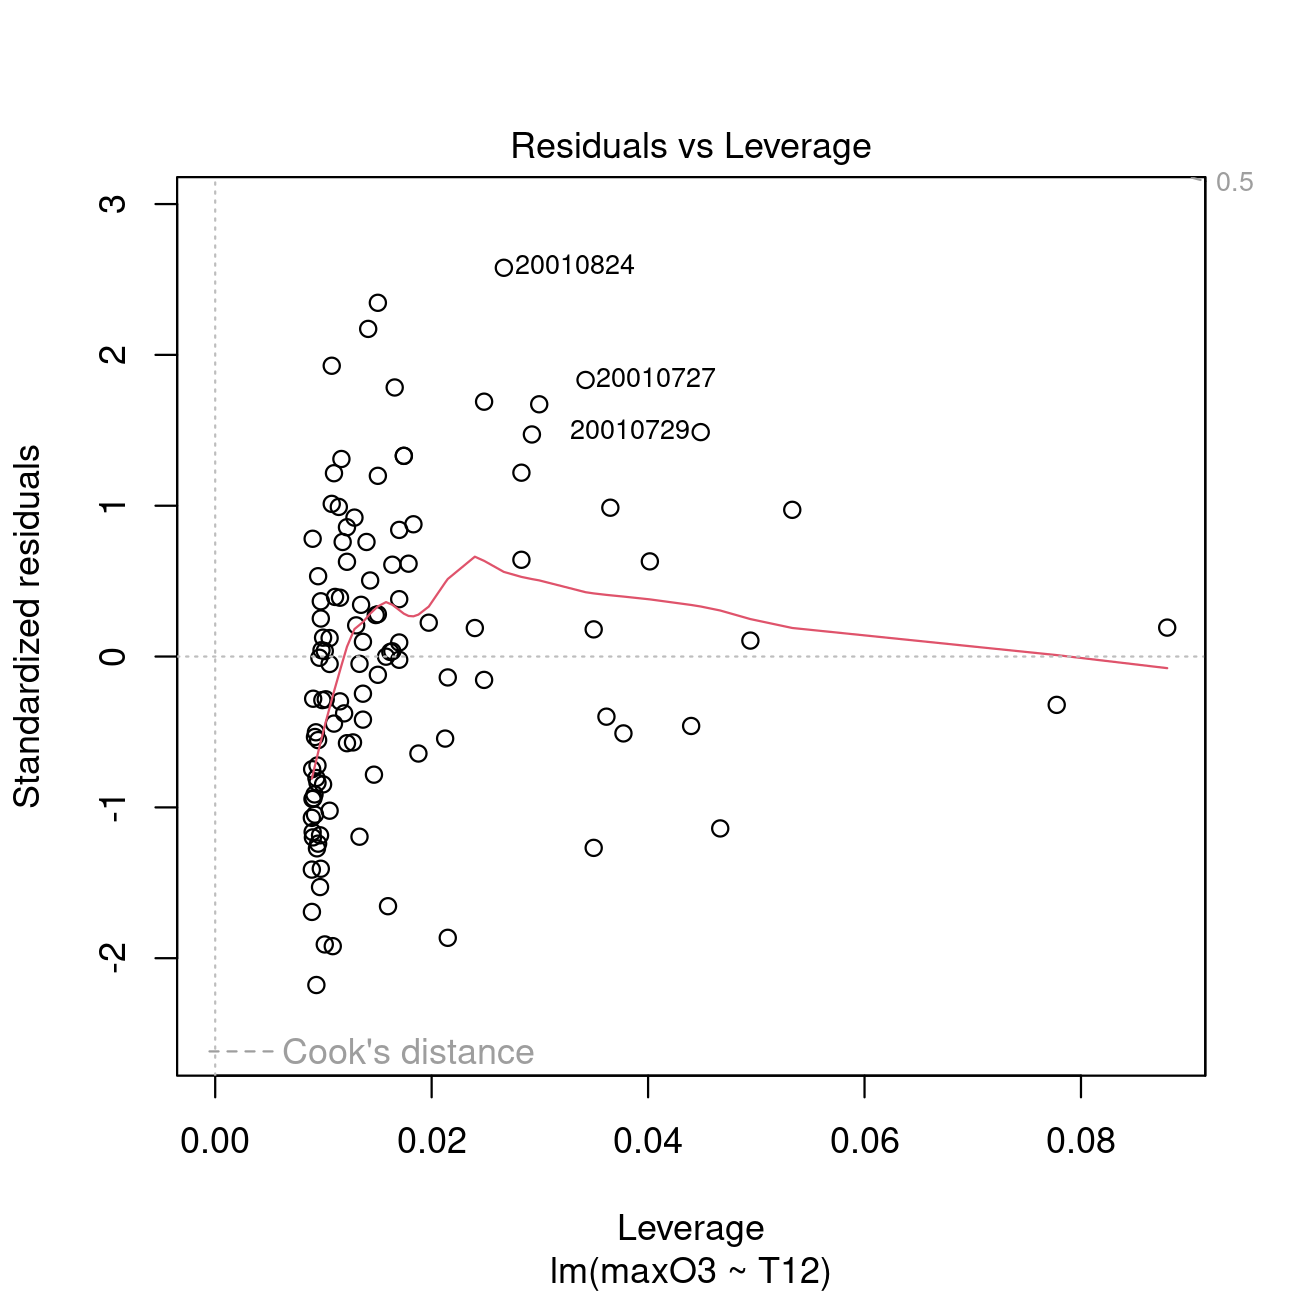 Residuals vs Leverage
0.5
3
2
1
0
-1
-2
Standardized residuals
20010824
20010727
20010729
Cook's distance
0.00 0.02 0.04 0.06 0.08
Leverage
lm(maxO3 ~ T12)